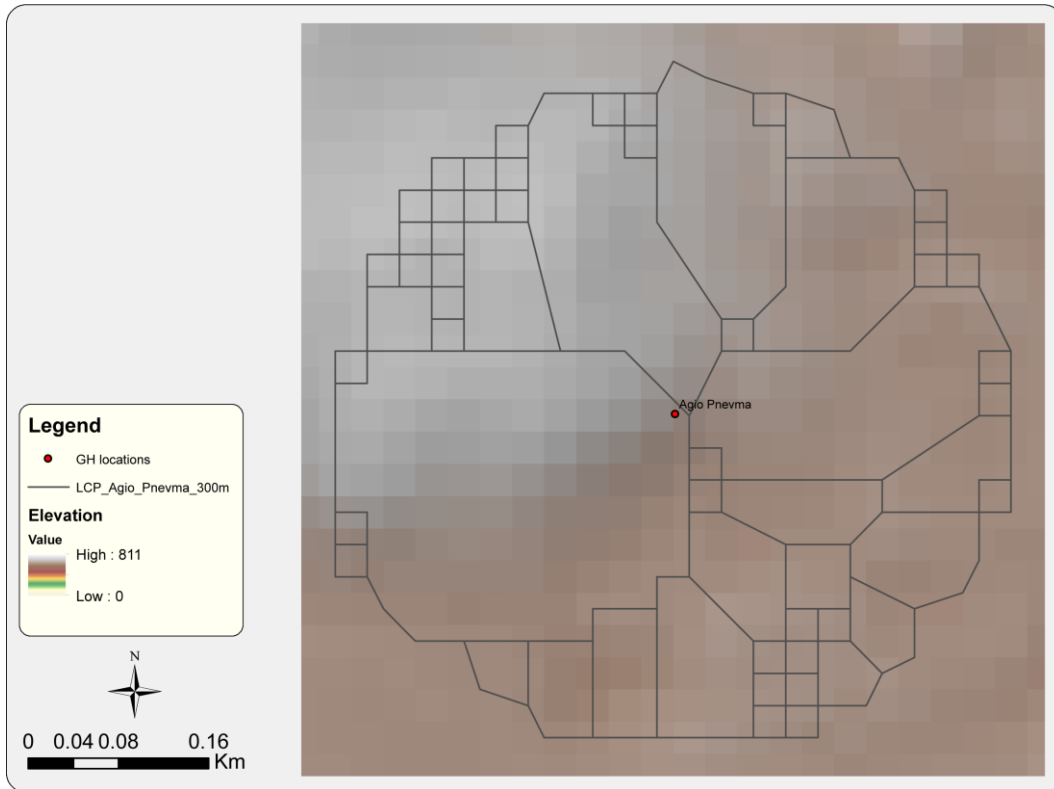 Agio Pnevma
Legend
GH locations
LCP_Agio_Pnevma_300m
Elevation
Value
High : 811
Low : 0
N
0 0.04 0.08 0.16
Km